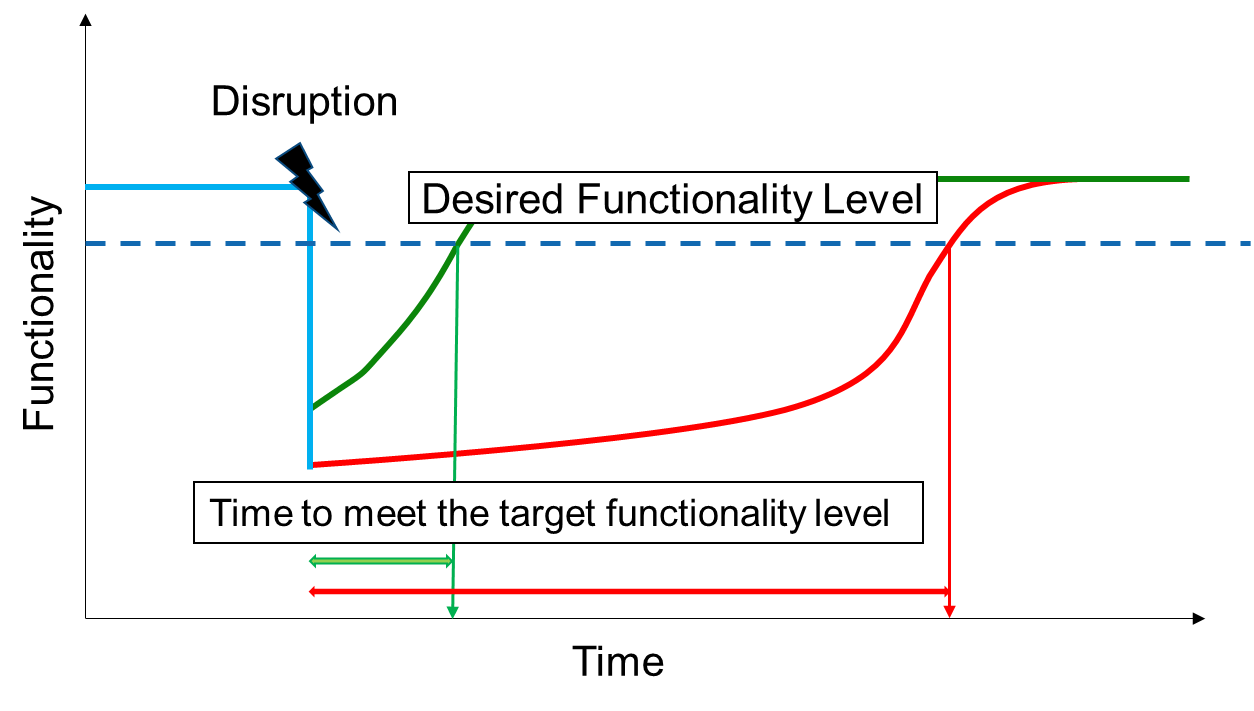 Disruption
Desired Functionality Level
Functionality
Time to meet the target functionality level
Time